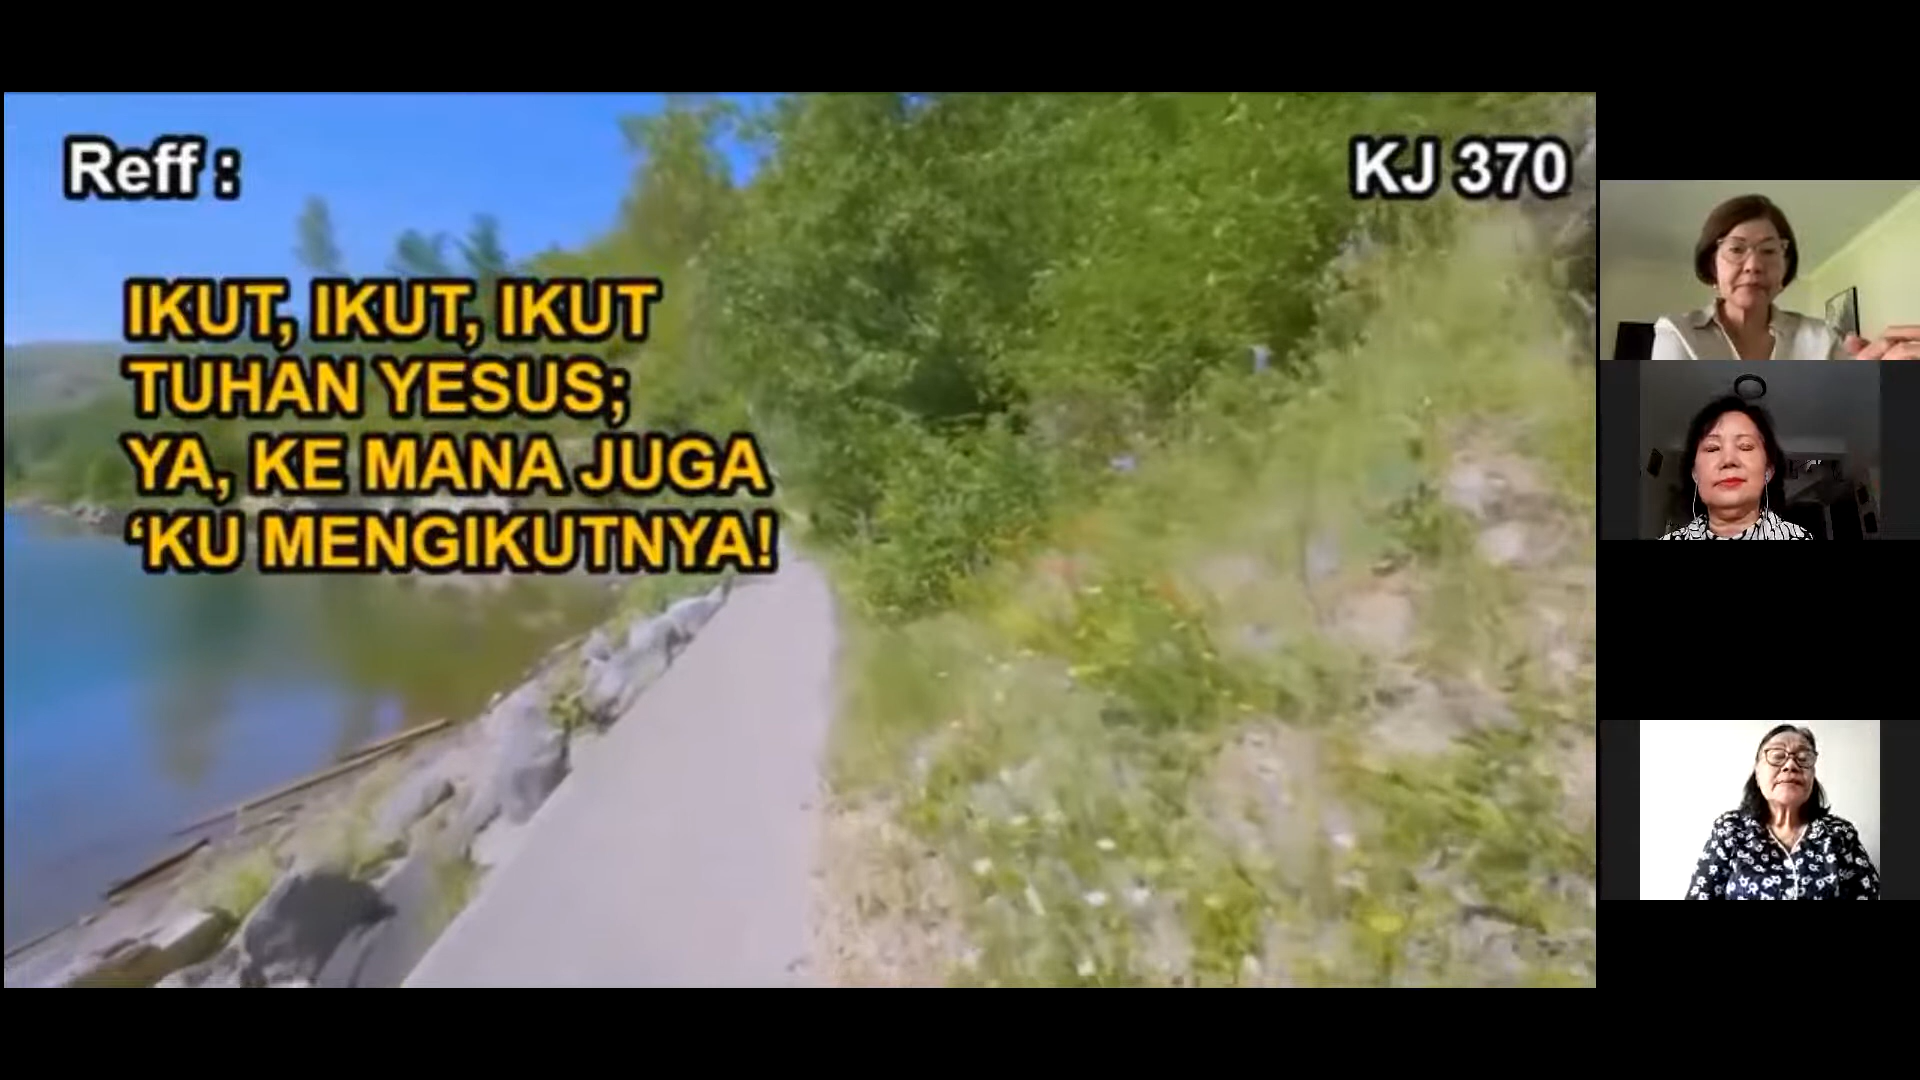 Reff :
KJ 370
IKUT, IKUT, IKUT
TUHAN YESUS;
YA, KE MANA JUGA
‘KU MENGIKUTNYA!